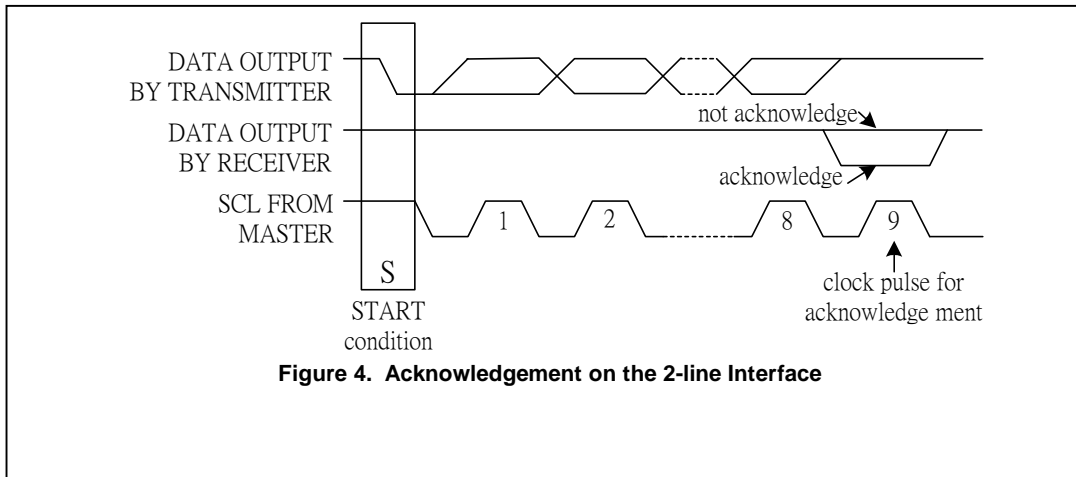 DATA OUTPUT
BY TRANSMITTER
DATA OUTPUT
BY RECEIVER
not acknowledge
acknowledge
SCL FROM
MASTER
1
2
8
9
S
START
condition
clock pulse for
acknowledge ment
Figure 4. Acknowledgement on the 2-line Interface